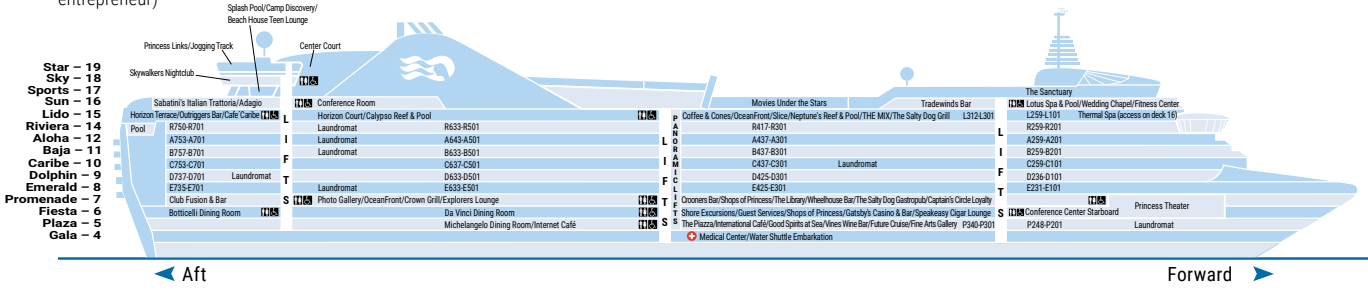 entrepreneur)
Splash Pool/Camp Discovery/
Beach House Teen Lounge
Princess Links/Jogging Track
Center Court
Skywalkers Nightclub
Star – 19
Sky – 18
Sports – 17
The Sanctuary
Sun – 16
Sabatini's Italian Trattoria/Adagio
Conference Room
Movies Under the Stars
Tradewinds Bar
Lotus Spa & Pool/Wedding Chapel/Fitness Center
Lido – 15
Horizon Terrace/Outriggers Bar/Cafe Caribe
Horizon Court/Calypso Reef & Pool
Coffee & Cones/OceanFront/Slice/Neptune's Reef & Pool/THE MIX/The Salty Dog Grill L312-L301
L259-L101 Thermal Spa (access on deck 16)
Riviera – 14
Pool
R750-R701
Laundromat
R633-R501
R417-R301
R259-R201
Aloha – 12
A753-A701
Laundromat
A643-A501
A437-A301
A259-A201
Baja – 11
B757-B701
Laundromat
B633-B501
B437-B301
B259-B201
Caribe – 10
C753-C701
C637-C501
C437-C301
Laundromat
C259-C101
Dolphin – 9
D737-D701
Laundromat
D633-D501
D425-D301
D236-D101
Emerald – 8
E735-E701
Laundromat
E633-E501
E425-E301
E231-E101
Promenade – 7
Club Fusion & Bar
Photo Gallery/OceanFront/Crown Grill/Explorers Lounge
Crooners Bar/Shops of Princess/The Library/Wheelhouse Bar/The Salty Dog Gastropub/Captain's Circle Loyalty
Princess Theater
Fiesta – 6
Botticelli Dining Room
Da Vinci Dining Room
Shore Excursions/Guest Services/Shops of Princess/Gatsby's Casino & Bar/Speakeasy Cigar Lounge
Conference Center Starboard
Plaza – 5
Michelangelo Dining Room/Internet Café
The Piazza/International Café/Good Spirits at Sea/Vines Wine Bar/Future Cruise/Fine Arts Gallery P340-P301
P248-P201
Laundromat
Gala – 4
Medical Center/Water Shuttle Embarkation
LIFTS
LIFTS
PANORAMIC LIFTS
LIFTS
Aft
Forward